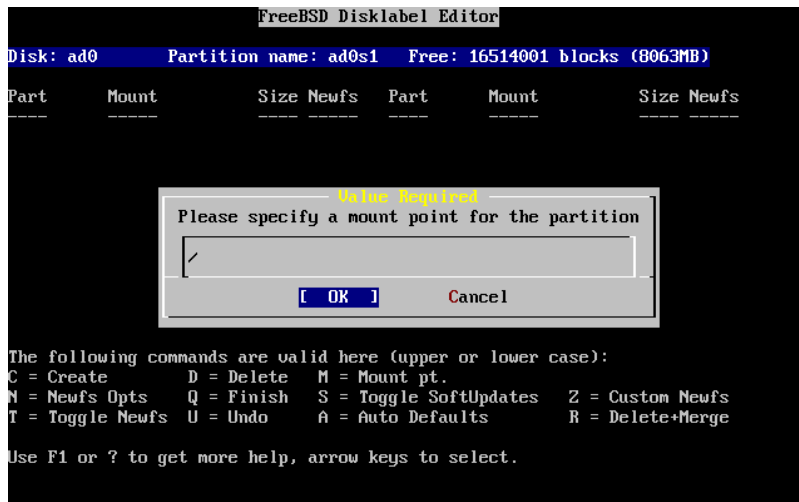 FreeBSD Disklabel Editor
Disk: ad0 Partition name: ad0s1 Free: 16514001 blocks (8063MB)
Part Mount Size Newfs Part Mount Size Newfs
---- ----- ---- ----- ---- ----- ---- -----
Value Required
Please specify a mount point for the partition
/
[ OK ] Cancel
The following commands are valid here (upper or lower case):
C = Create D = Delete M = Mount pt.
N = Newfs Opts Q = Finish S = Toggle SoftUpdates Z = Custom Newfs
T = Toggle Newfs U = Undo A = Auto Defaults R = Delete+Merge
Use F1 or ? to get more help, arrow keys to select.